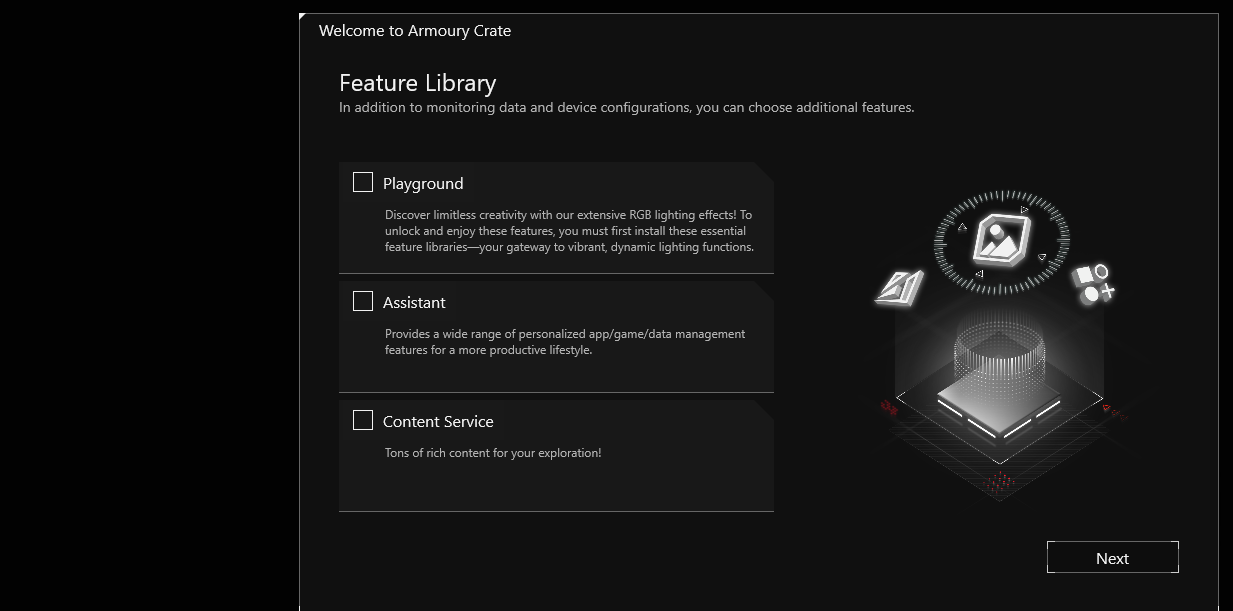 Welcome to Armoury Crate
Feature Library
In addition to monitoring data and device configurations, you can choose additional features.
Playground
Discover limitless creativity with our extensive RGB lighting effects! To
unlock and enjoy these features, you must first install these essential
feature libraries—your gateway to vibrant, dynamic lighting functions.
Assistant
Provides a wide range of personalized app/game/data management
features for a more productive lifestyle.
Content Service
Tons of rich content for your exploration!
Next